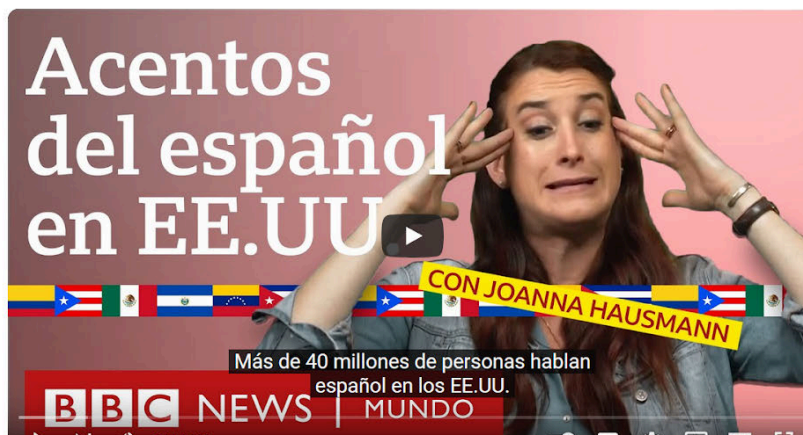 Acentos
del español
en EE.UU.
CON JOANNA HAUSMANN
Más de 40 millones de personas hablan
español en los EE.UU.
BBC NEWS | MUNDO